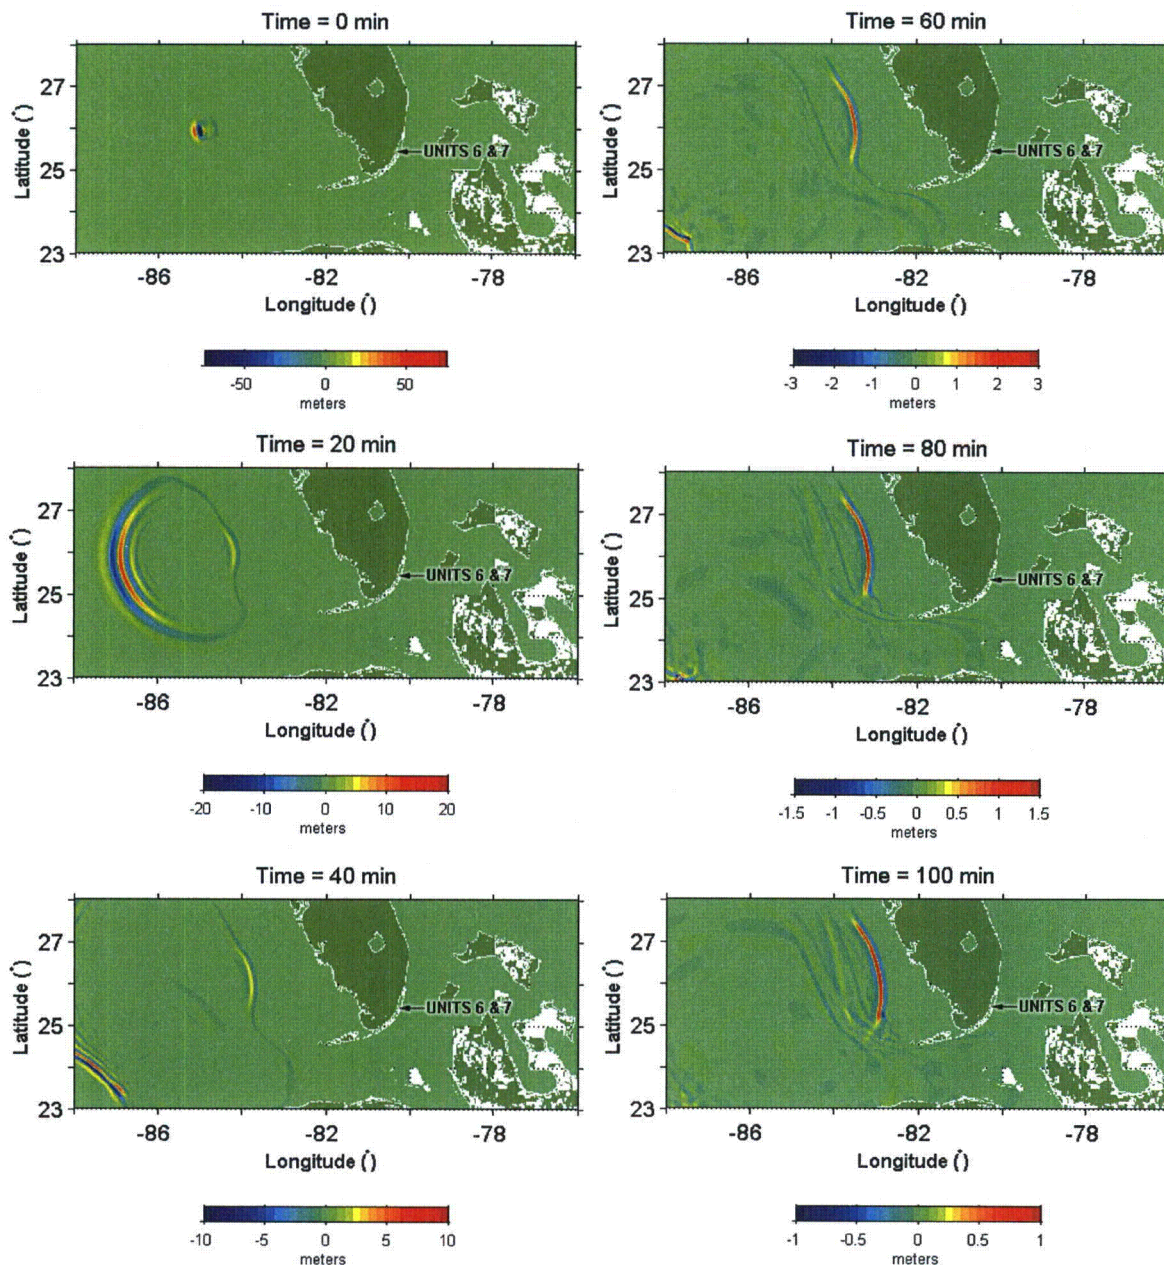 Time = 0 min
Latitude (°)
27
25
23
UNITS 6 & 7
-86
-82
-78
Longitude (°)
-50
0
50
meters
Time = 20 min
Latitude (°)
27
25
23
UNITS 6 & 7
-86
-82
-78
Longitude (°)
-20
-10
0
10
20
meters
Time = 40 min
Latitude (°)
27
25
23
UNITS 6 & 7
-86
-82
-78
Longitude (°)
-10
-5
0
5
10
meters
Time = 60 min
Latitude (°)
27
25
23
UNITS 6 & 7
-86
-82
-78
Longitude (°)
-3
-2
-1
0
1
2
3
meters
Time = 80 min
Latitude (°)
27
25
23
UNITS 6 & 7
-86
-82
-78
Longitude (°)
-1.5
-1
-0.5
0
0.5
1
1.5
meters
Time = 100 min
Latitude (°)
27
25
23
UNITS 6 & 7
-86
-82
-78
Longitude (°)
-1
-0.5
0
0.5
1
meters